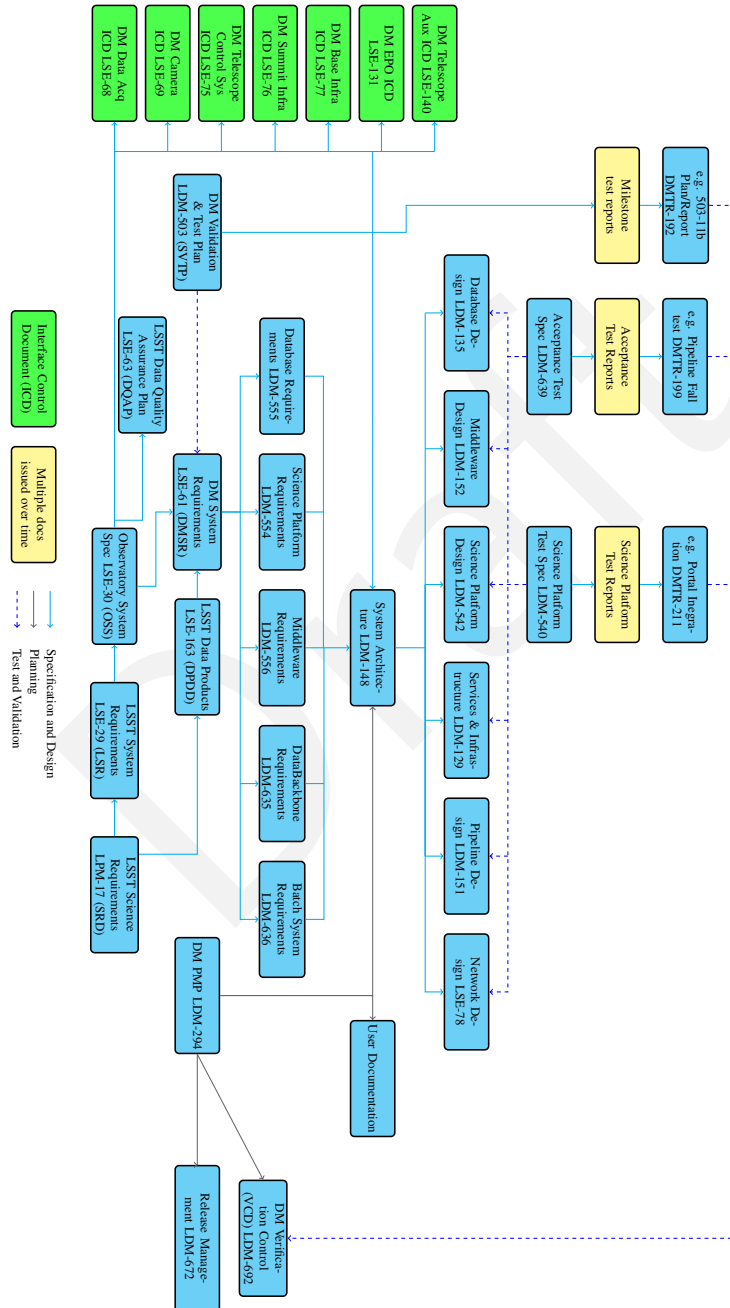 DM Data Acq
ICD LSE-68
DM Camera
ICD LSE-69
DM Telescope
Control Sys
ICD LSE-75
DM Summit Infra
ICD LSE-76
DM Base Infra
ICD LSE-77
DM EPO ICD
LSE-131
DM Telescope
Aux ICD LSE-140
DM Validation
& Test Plan
LDM-503 (SVTP)
Milestone
test reports
e.g. 503-11b
Plan/Report
DMTR-192
LSST Data Quality
Assurance Plan
LSE-63 (DQAP)
Database Require-
ments LDM-555
Database De-
sign LDM-135
Acceptance Test
Spec LDM-639
Acceptance
Test Reports
e.g. Pipeline Fall
test DMTR-199
Middleware
Design LDM-152
Observatory System
Spec LSE-30 (OSS)
DM System
Requirements
LSE-61 (DMSR)
Science Platform
Requirements
LDM-554
Science Platform
Design LDM-542
Science Platform
Test Spec LDM-540
Science Platform
Test Reports
e.g. Portal Inegra-
tion DMTR-211
LSST Data Products
LSE-163 (DPDD)
Middleware
Requirements
LDM-556
System Architec-
ture LDM-148
LSST System
Requirements
LSE-29 (LSR)
DataBackbone
Requirements
LDM-635
Services & Infras-
tructure LDM-129
Pipeline De-
sign LDM-151
LSST Science
Requirements
LPM-17 (SRD)
Batch System
Requirements
LDM-636
Network De-
sign LSE-78
DM PMP LDM-294
User Documentation
Release Manage-
ment LDM-672
DM Verifica-
tion Control
(VCD) LDM-692
Interface Control
Document (ICD)
Multiple docs
issued over time
Specification and Design
Planning
Test and Validation
Draft